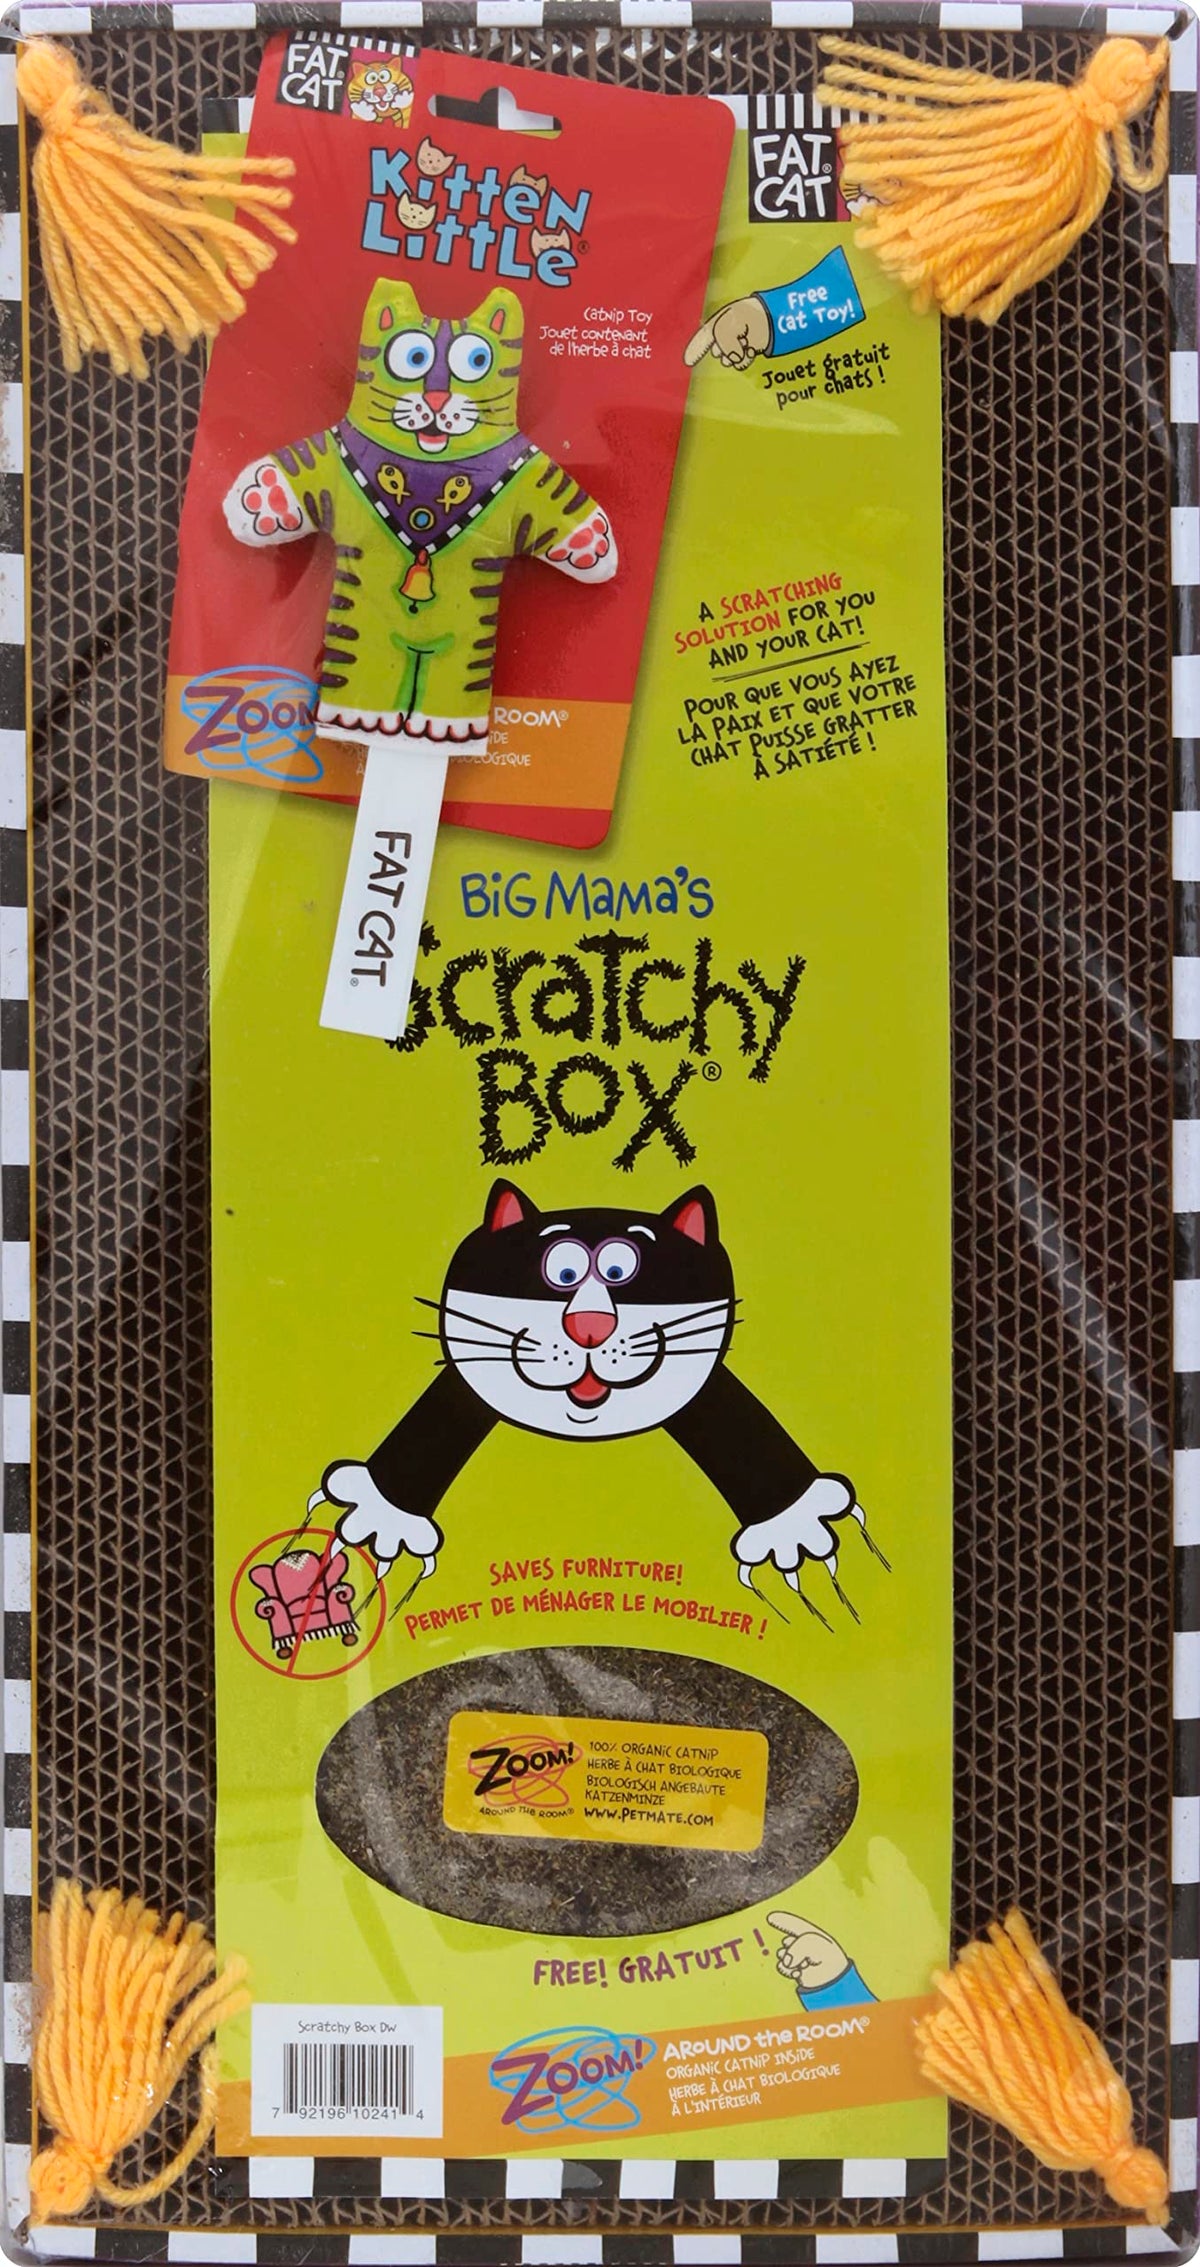 FAT
CAT®
Kitten
Little®
Catnip Toy
Jouet contenant
de l'herbe à chat
FAT
CAT®
Free
Cat Toy!
Jouet gratuit
pour chats !
A SCRATCHING
SOLUTION FOR YOU
AND YOUR CAT!
POUR QUE VOUS AYEZ
LA PAIX ET QUE VOTRE
CHAT PUISSE GRATTER
À SATIÉTÉ !
ZOOM
ROOM®
FAT CAT®
BIG MAMA'S
SCRATCHY
BOX®
SAVES FURNITURE!
PERMET DE MÉNAGER LE MOBILIER !
ZOOM!
AROUND THE ROOM®
100% ORGANIC CATNIP
HERBE À CHAT BIOLOGIQUE
BIOLOGISCH ANGEBAUTE
KATZENMINZE
WWW.PETMATE.COM
FREE! GRATUIT !
Scratchy Box DW
7 92196 10241 4
ZOOM!
AROUND the ROOM®
ORGANIC CATNIP INSIDE
HERBE À CHAT BIOLOGIQUE
À L'INTÉRIEUR